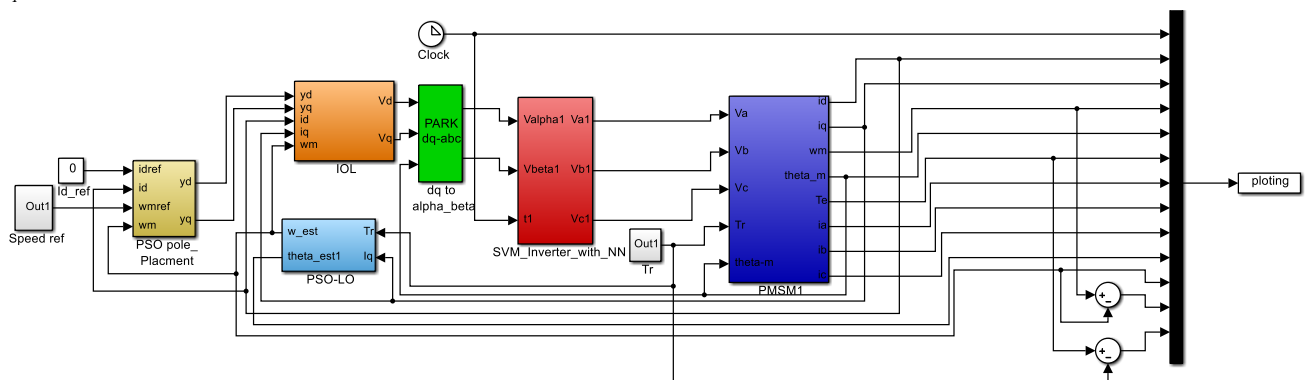 Clock
yd
yq
id
iq
wm
Vd
Vq
IOL
PARK
dq-abc
dq to
alpha_beta
Valpha1
Vbeta1
t1
Va1
Vb1
Vc1
SVM_Inverter_with_NN
Va
Vb
Vc
Tr
theta-m
id
iq
wm
theta_m
Te
ia
ib
ic
PMSM1
ploting
0
Id_ref
Out1
Speed ref
idref
id
wmref
wm
yd
yq
PSO pole_
Placment
w_est
theta_est1
Tr
Iq
PSO-LO
Out1
Tr
+
-
+
-